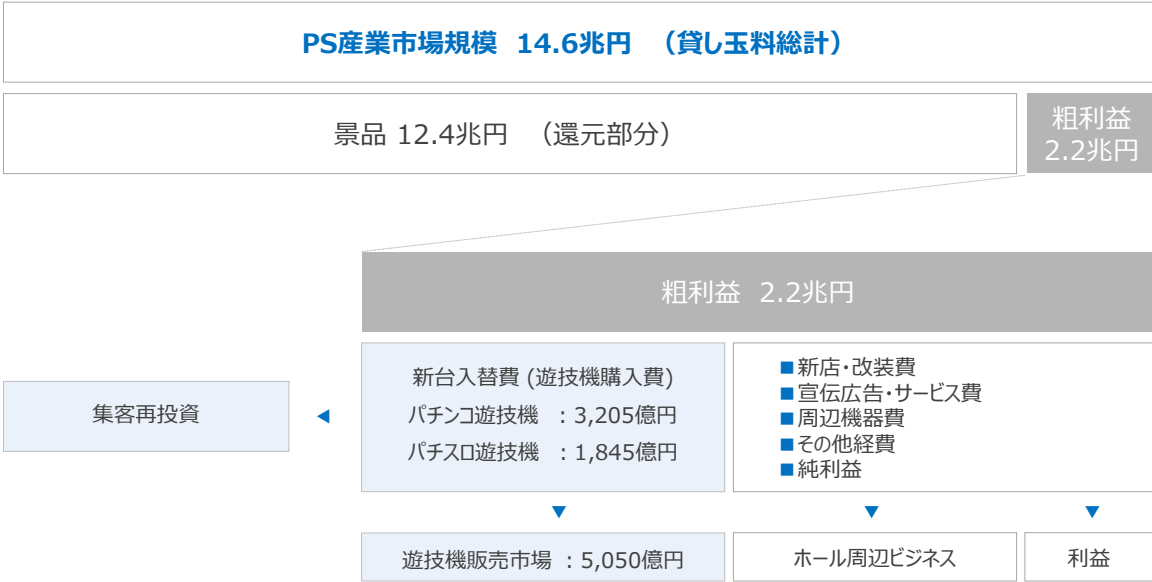 PS産業市場規模 14.6兆円 （貸し玉料総計）
景品 12.4兆円 （還元部分）
粗利益
2.2兆円
粗利益 2.2兆円
新台入替費 (遊技機購入費)
パチンコ遊技機 ：3,205億円
パチスロ遊技機 ：1,845億円
■新店・改装費
■宣伝広告・サービス費
■周辺機器費
■その他経費
■純利益
集客再投資
遊技機販売市場 ：5,050億円
ホール周辺ビジネス
利益